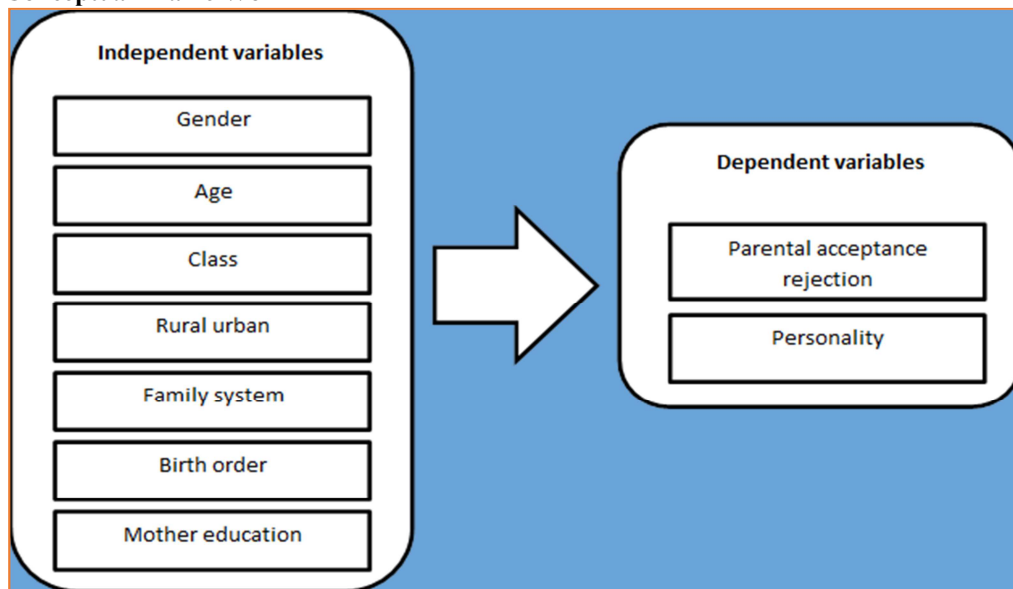 Independent variables
Gender
Age
Class
Rural urban
Family system
Birth order
Mother education
Dependent variables
Parental acceptance
rejection
Personality